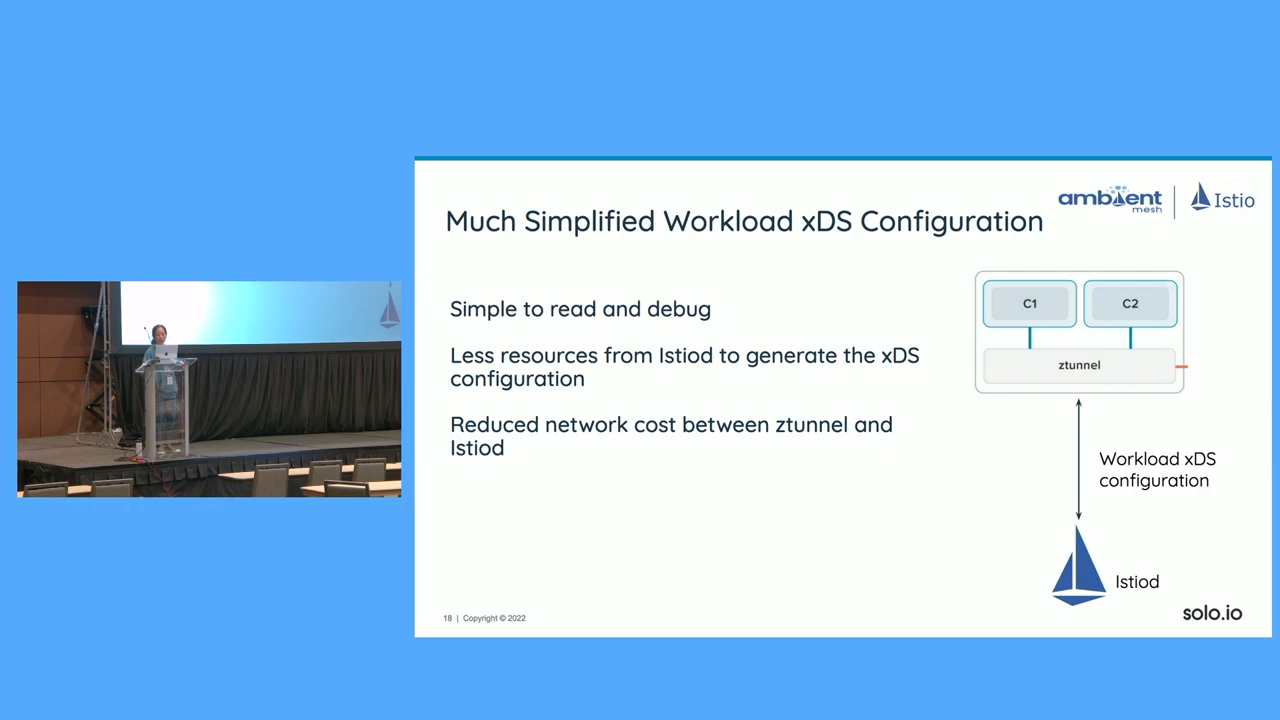 ambient
mesh
Istio
Much Simplified Workload xDS Configuration
C1
C2
Simple to read and debug
Less resources from Istiod to generate the xDS
configuration
ztunnel
Reduced network cost between ztunnel and
Istiod
Workload xDS
configuration
Istiod
18 | Copyright © 2022
solo.io